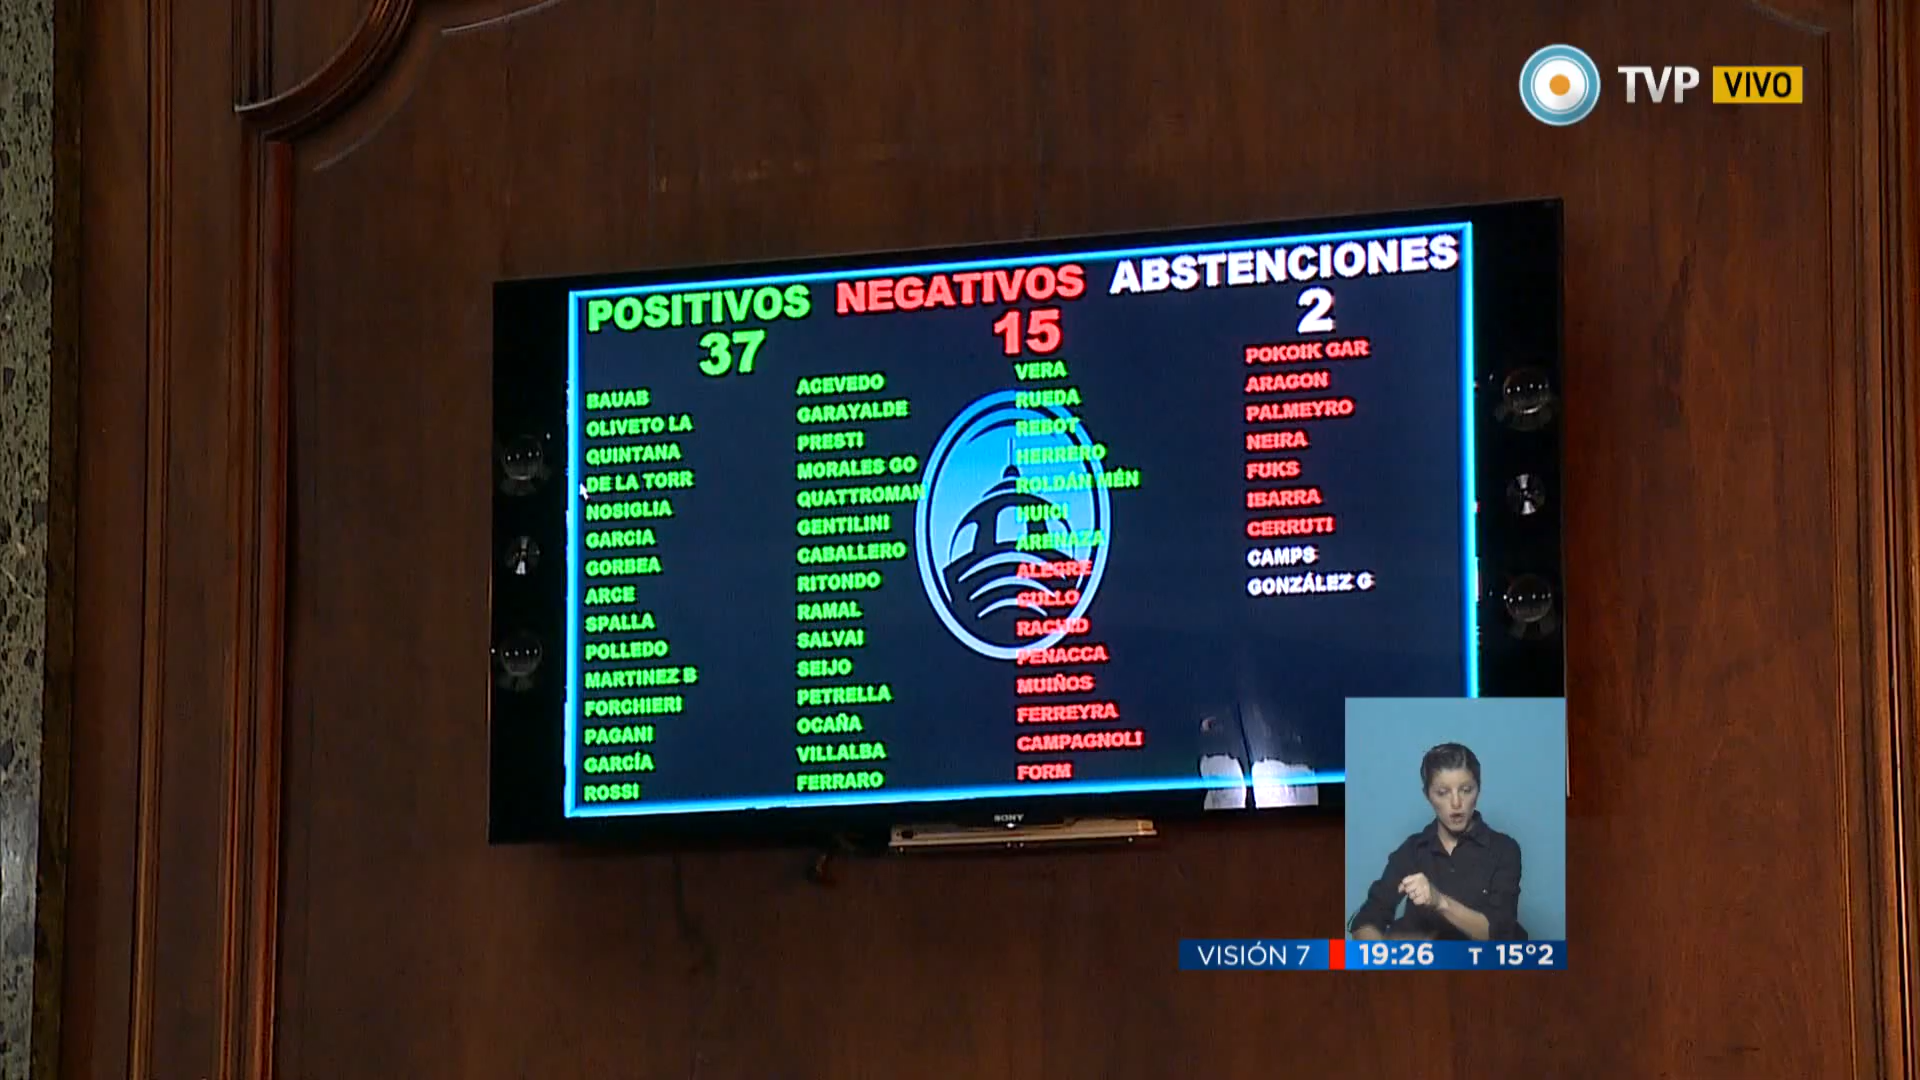 TVP VIVO
POSITIVOS NEGATIVOS ABSTENCIONES
37 15 2
BAUAB
OLIVETO LA
QUINTANA
DE LA TORR
NOSIGLIA
GARCIA
GORBEA
ARCE
SPALLA
POLLEDO
MARTINEZ B
FORCHIERI
PAGANI
GARCÍA
ROSSI
ACEVEDO
GARAYALDE
PRESTI
MORALES GO
QUATTROMAN
GENTILINI
CABALLERO
RITONDO
RAMAL
SALVAI
SEIJO
PETRELLA
OCAÑA
VILLALBA
FERRARO
VERA
RUEDA
REBOT
HERRERO
ROLDÁN MÉN
HUICI
ARENAZA
ALEGRE
CULLO
RACHID
PENACCA
MUIÑOS
FERREYRA
CAMPAGNOLI
FORM
POKOIK GAR
ARAGON
PALMEYRO
NEIRA
FUKS
IBARRA
CERRUTI
CAMPS
GONZÁLEZ G
SONY
VISIÓN 7 19:26 T 15°2